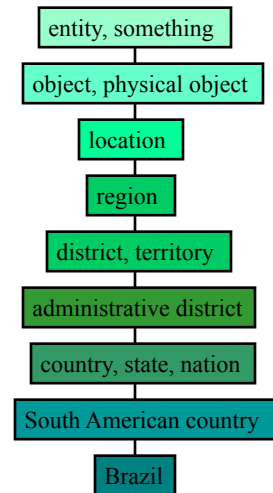 entity, something
object, physical object
location
region
district, territory
administrative district
country, state, nation
South American country
Brazil